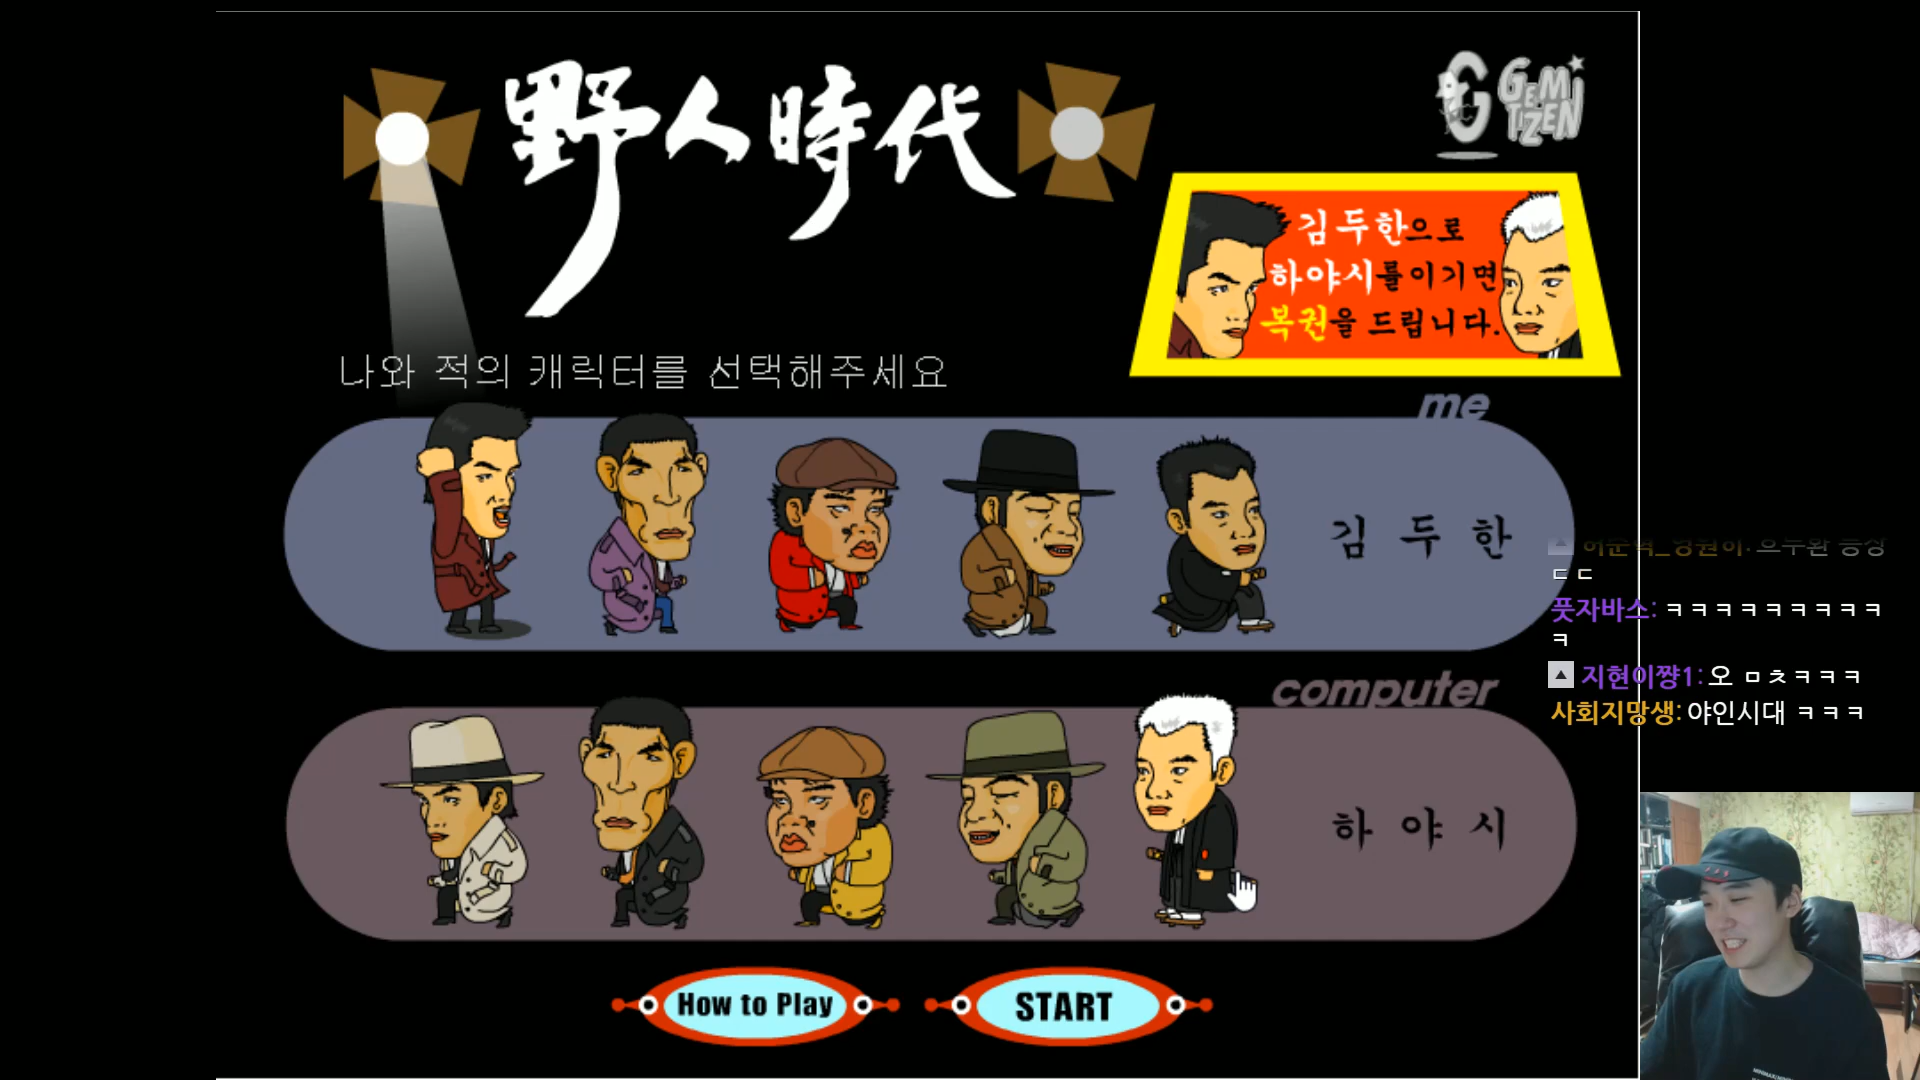 野人時代
G GEMTIZEN
김두한으로
하야시를이기면
복권을 드립니다.
나와 적의 캐릭터를 선택해주세요
me
김 두 한
computer
하 야 시
How to Play
START
ㄷㄷ
풋자바스: ㅋㅋㅋㅋㅋㅋㅋㅋㅋ
ㅋ
지현이쨩1: 오 ㅁㅊㅋㅋㅋ
사회지망생: 야인시대 ㅋㅋㅋ